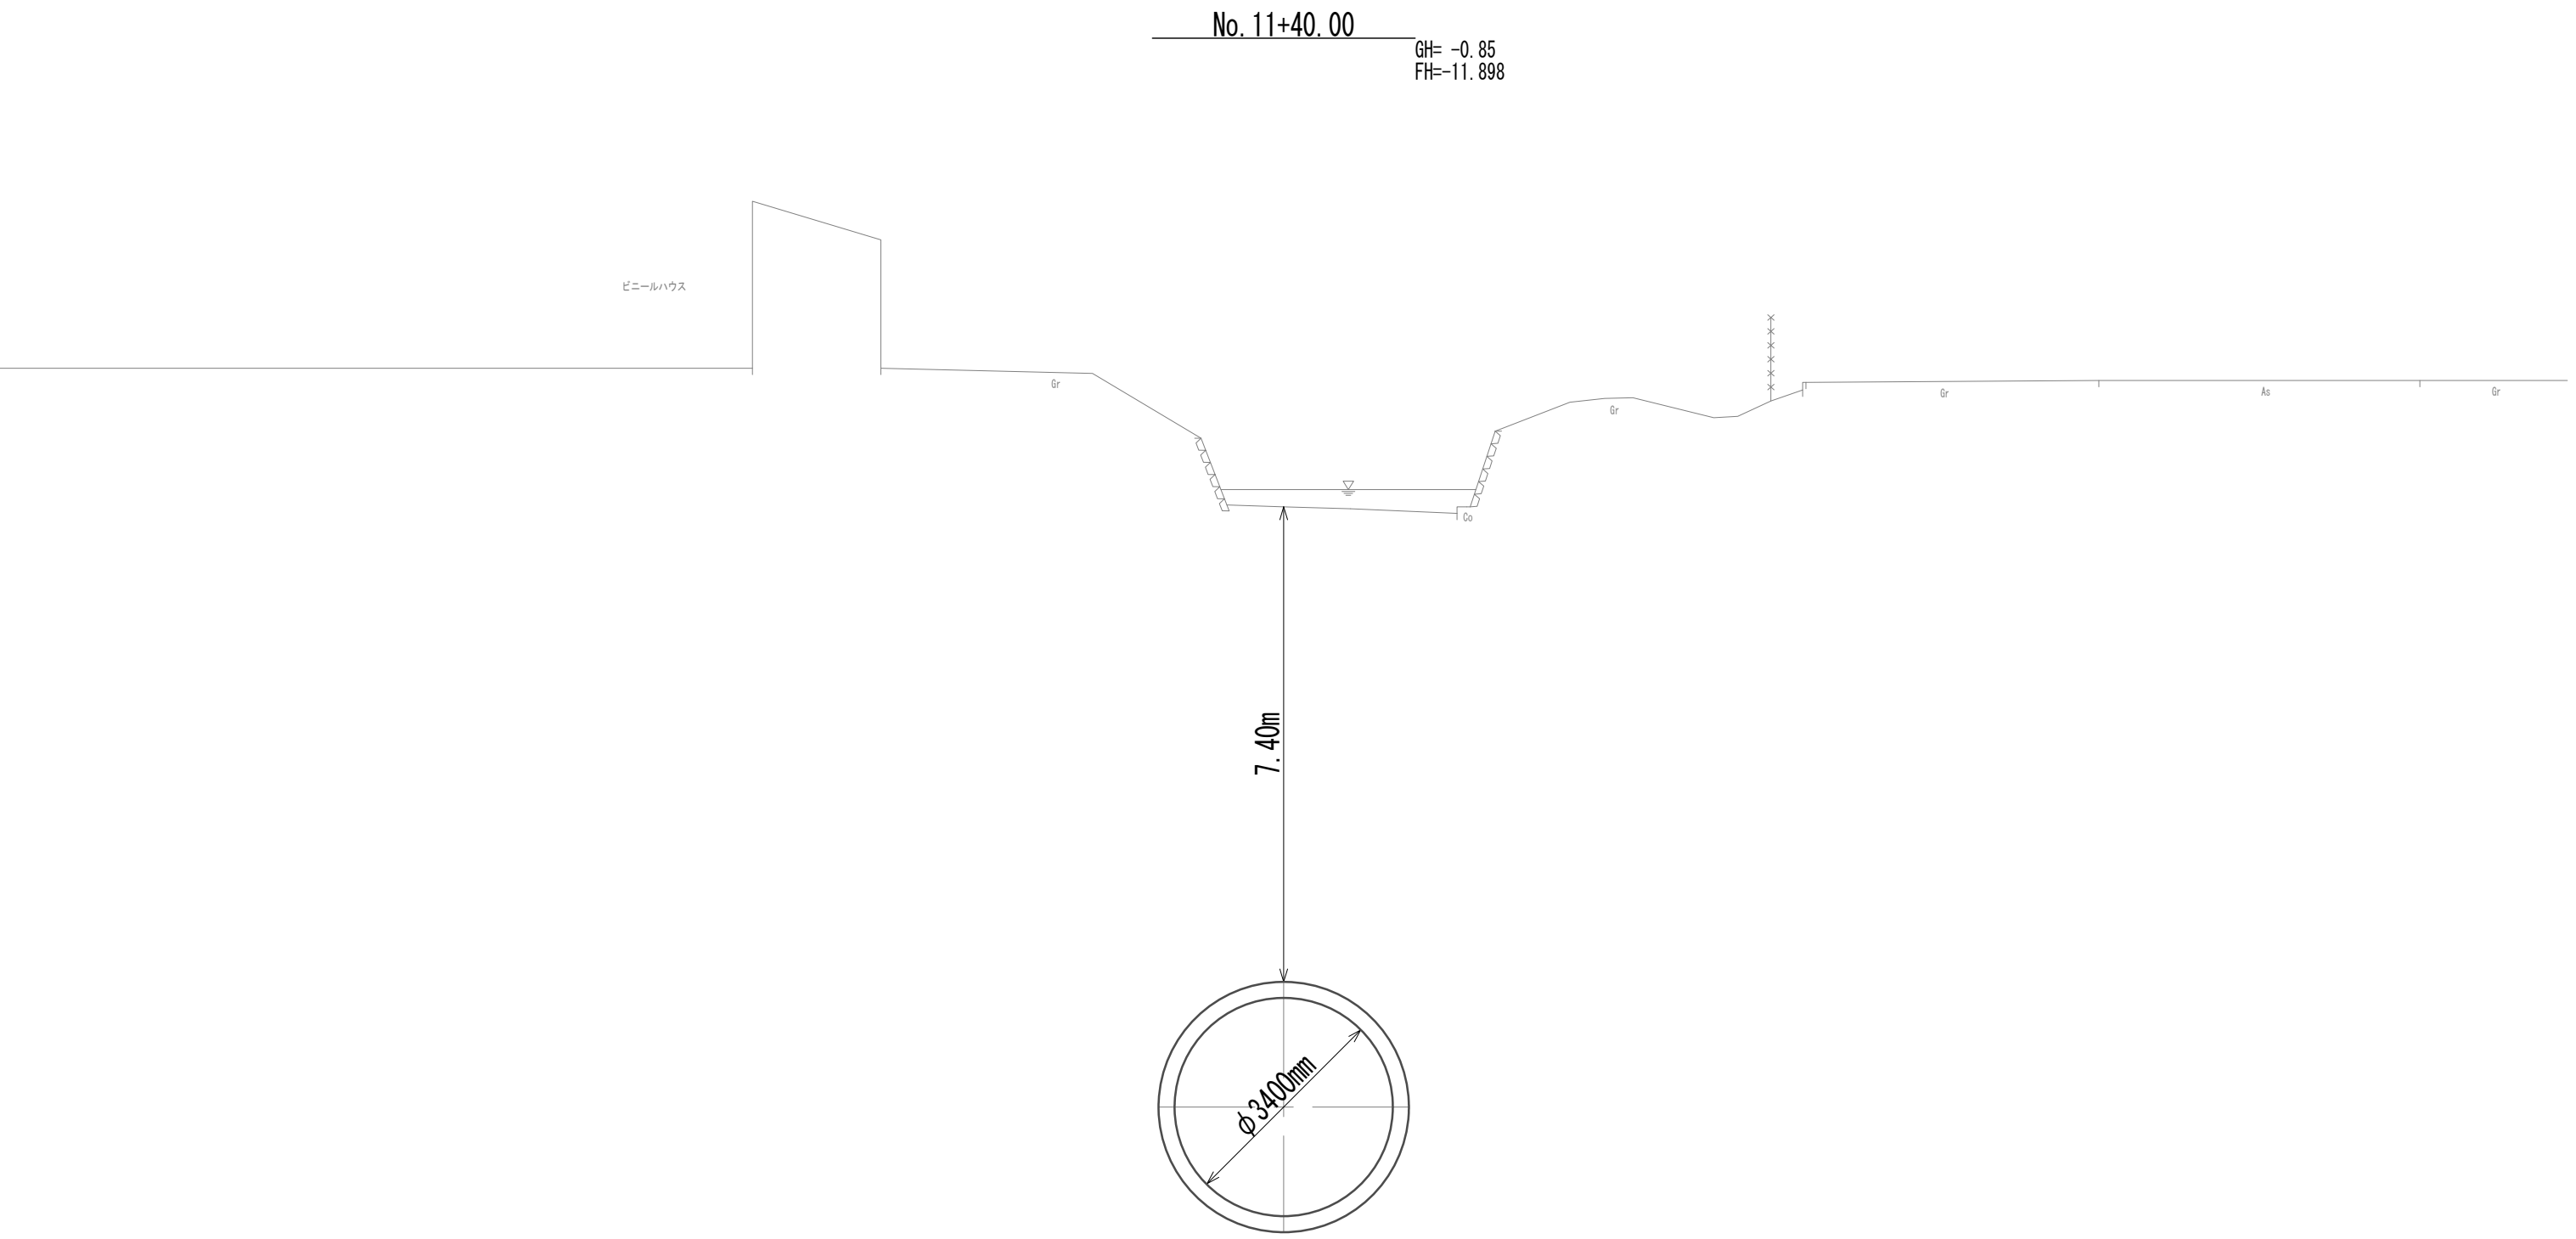 No.11+40.00
GH= -0.85
FH=-11.898
ビニールハウス
Gr
Gr
Gr
As
Gr
Co
7.40m
φ3400mm